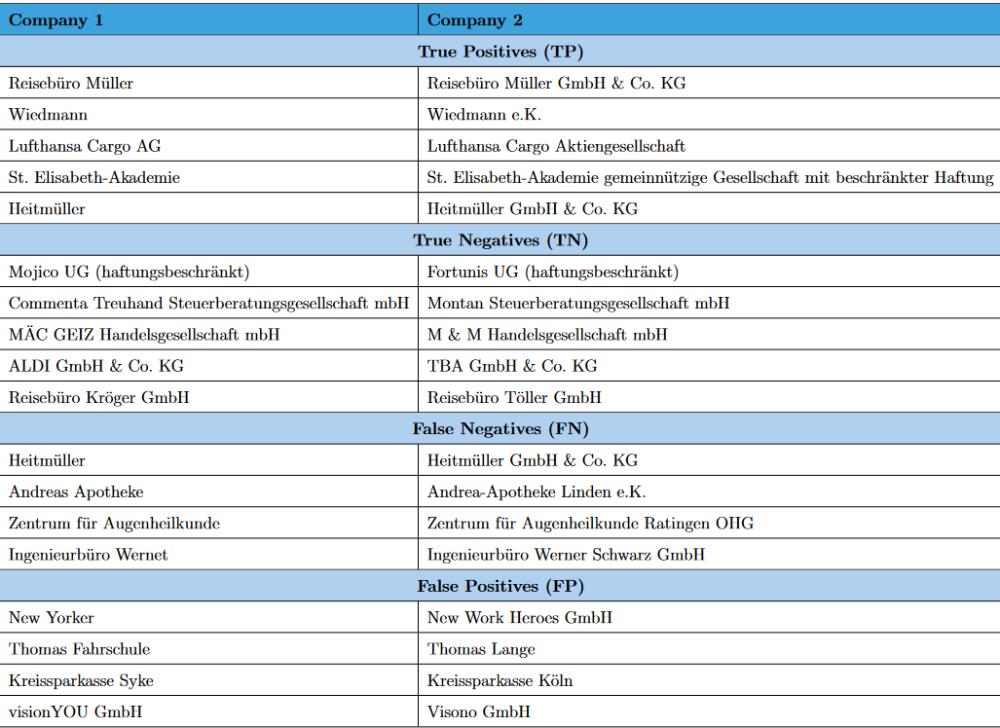 Company 1 Company 2
True Positives (TP)
Reisebüro Müller Reisebüro Müller GmbH & Co. KG
Wiedmann Wiedmann e.K.
Lufthansa Cargo AG Lufthansa Cargo Aktiengesellschaft
St. Elisabeth-Akademie St. Elisabeth-Akademie gemeinnützige Gesellschaft mit beschränkter Haftung
Heitmüller Heitmüller GmbH & Co. KG
True Negatives (TN)
Mojico UG (haftungsbeschränkt) Fortunis UG (haftungsbeschränkt)
Commenta Treuhand Steuerberatungsgesellschaft mbH Montan Steuerberatungsgesellschaft mbH
MÄC GEIZ Handelsgesellschaft mbH M & M Handelsgesellschaft mbH
ALDI GmbH & Co. KG TBA GmbH & Co. KG
Reisebüro Kröger GmbH Reisebüro Töller GmbH
False Negatives (FN)
Heitmüller Heitmüller GmbH & Co. KG
Andreas Apotheke Andrea-Apotheke Linden e.K.
Zentrum für Augenheilkunde Zentrum für Augenheilkunde Ratingen OHG
Ingenieurbüro Wernet Ingenieurbüro Werner Schwarz GmbH
False Positives (FP)
New Yorker New Work Heroes GmbH
Thomas Fahrschule Thomas Lange
Kreissparkasse Syke Kreissparkasse Köln
visionYOU GmbH Visono GmbH